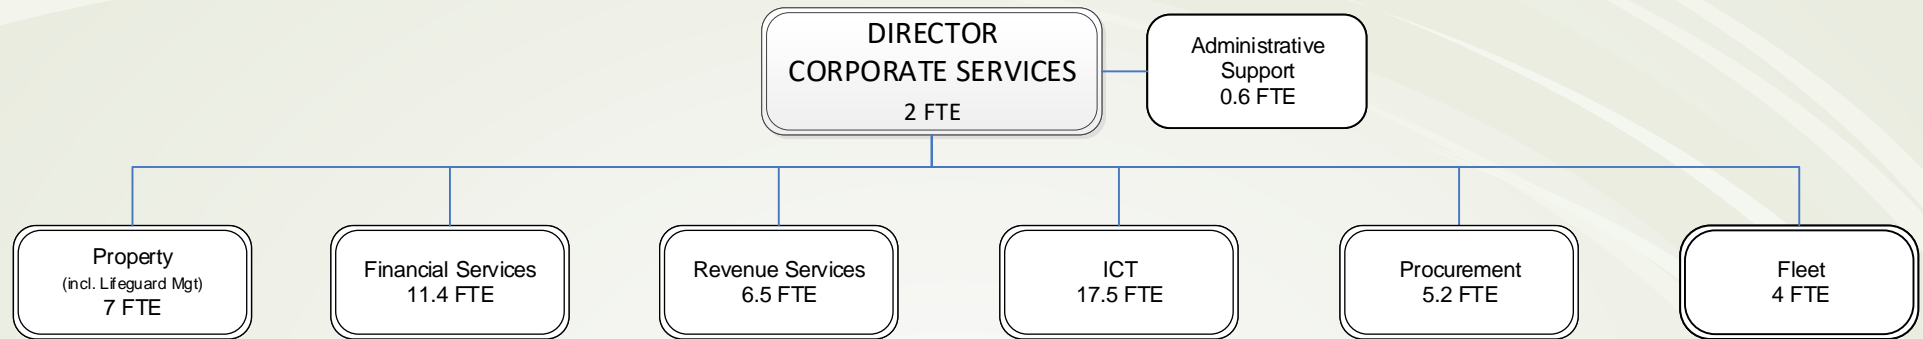 DIRECTOR
CORPORATE SERVICES
2 FTE
Administrative
Support
0.6 FTE
Property
(incl. Lifeguard Mgt)
7 FTE
Financial Services
11.4 FTE
Revenue Services
6.5 FTE
ICT
17.5 FTE
Procurement
5.2 FTE
Fleet
4 FTE